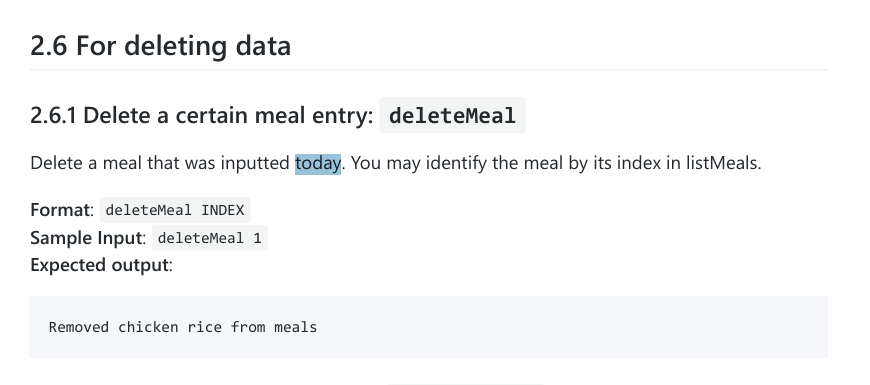 2.6 For deleting data
2.6.1 Delete a certain meal entry: deleteMeal
Delete a meal that was inputted today. You may identify the meal by its index in listMeals.
Format: deleteMeal INDEX
Sample Input: deleteMeal 1
Expected output:
Removed chicken rice from meals